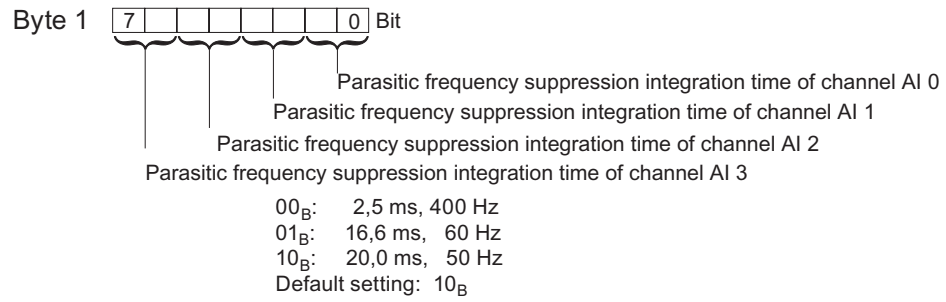 Byte 1 7 0 Bit
Parasitic frequency suppression integration time of channel AI 0
Parasitic frequency suppression integration time of channel AI 1
Parasitic frequency suppression integration time of channel AI 2
Parasitic frequency suppression integration time of channel AI 3
00B: 2,5 ms, 400 Hz
01B: 16,6 ms, 60 Hz
10B: 20,0 ms, 50 Hz
Default setting: 10B